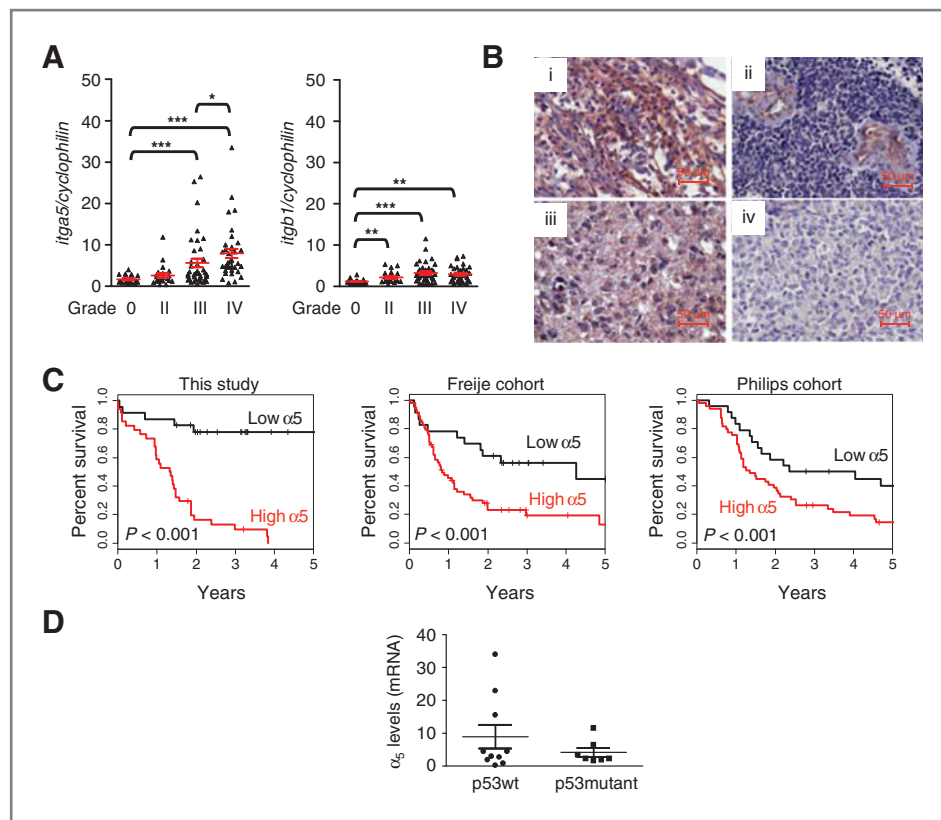 A
itga5/cyclophilin
50
40
30
20
10
0
*
***
***
Grade 0 II III IV
itgb1/cyclophilin
50
40
30
20
10
0
**
***
**
Grade 0 II III IV
B
i
50 µm
ii
50 µm
iii
50 µm
iv
50 µm
C
This study
Percent survival
1.0
0.8
0.6
0.4
0.2
0.0
Low α5
High α5
P < 0.001
0 1 2 3 4 5
Years
Freije cohort
Percent survival
1.0
0.8
0.6
0.4
0.2
0.0
Low α5
High α5
P < 0.001
0 1 2 3 4 5
Years
Philips cohort
Percent survival
1.0
0.8
0.6
0.4
0.2
0.0
Low α5
High α5
P < 0.001
0 1 2 3 4 5
Years
D
α5 levels (mRNA)
40
30
20
10
0
p53wt p53mutant